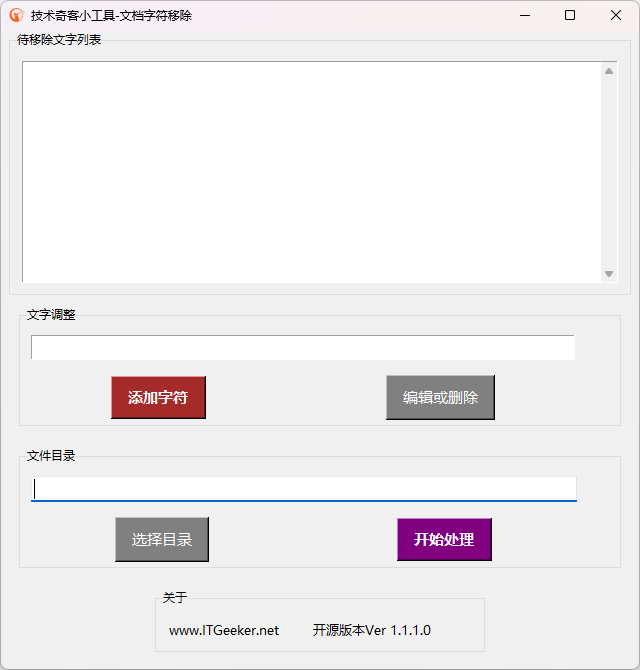 技术奇客小工具-文档字符移除
待移除文字列表
文字调整
添加字符
编辑或删除
文件目录
选择目录
开始处理
关于
www.ITGeeker.net 开源版本Ver 1.1.1.0